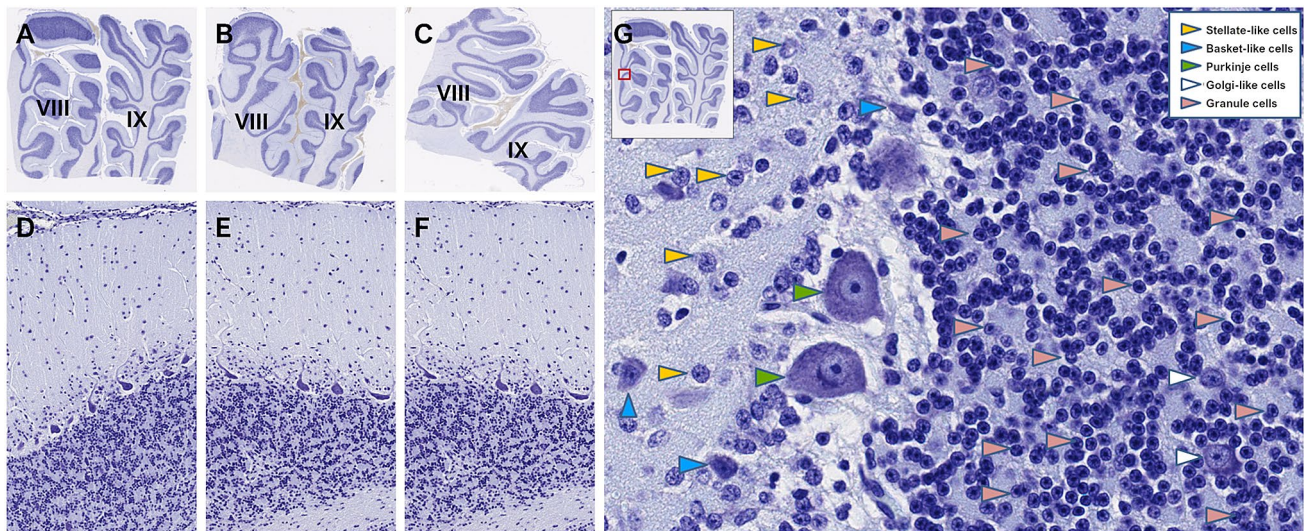 A
B
C
G
VIII
IX
VIII
IX
VIII
IX
D
E
F
Stellate-like cells
Basket-like cells
Purkinje cells
Golgi-like cells
Granule cells